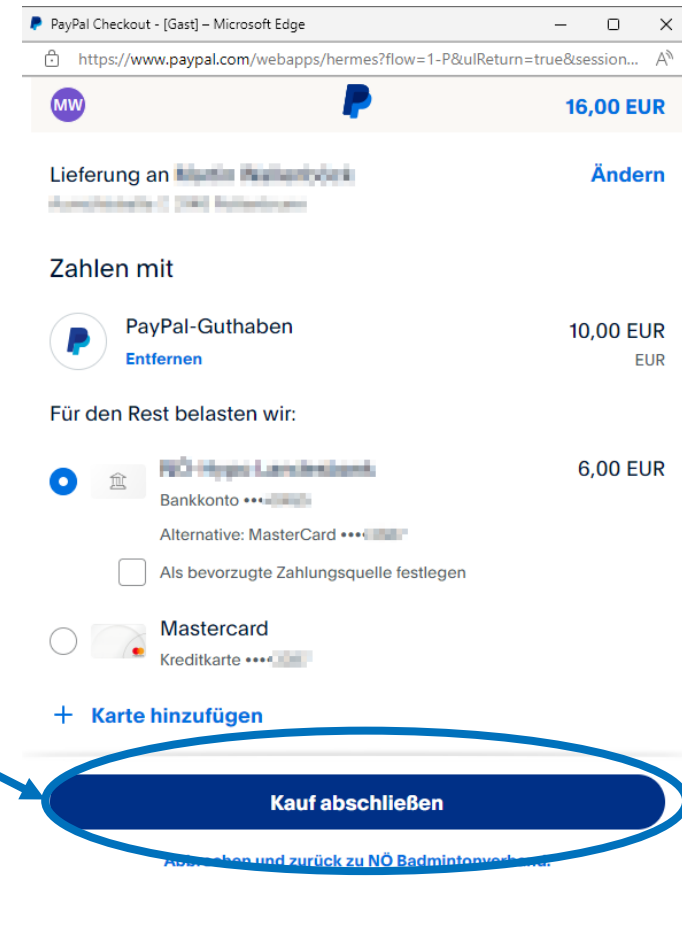 PayPal Checkout - [Gast] – Microsoft Edge
https://www.paypal.com/webapps/hermes?flow=1-P&ulReturn=true&session...
MW
16,00 EUR
Lieferung an
Ändern
Zahlen mit
PayPal-Guthaben
10,00 EUR
Entfernen
EUR
Für den Rest belasten wir:
6,00 EUR
Bankkonto ••••
Alternative: MasterCard ••••
Als bevorzugte Zahlungsquelle festlegen
Mastercard
Kreditkarte ••••
+ Karte hinzufügen
Kauf abschließen
Abbrechen und zurück zu NÖ Badmintonverband.